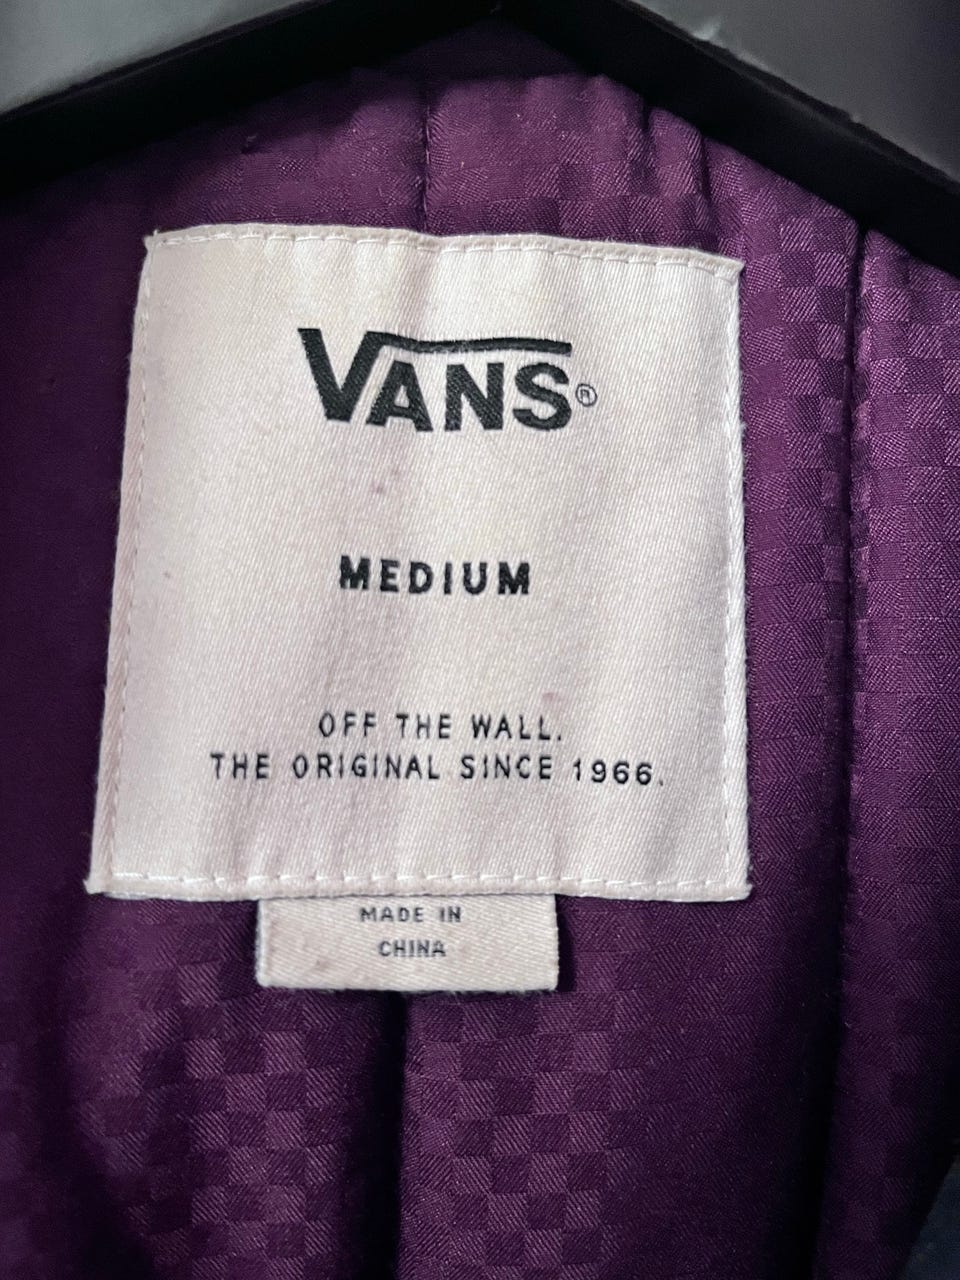 VANS®
MEDIUM
OFF THE WALL.
THE ORIGINAL SINCE 1966.
MADE IN
CHINA